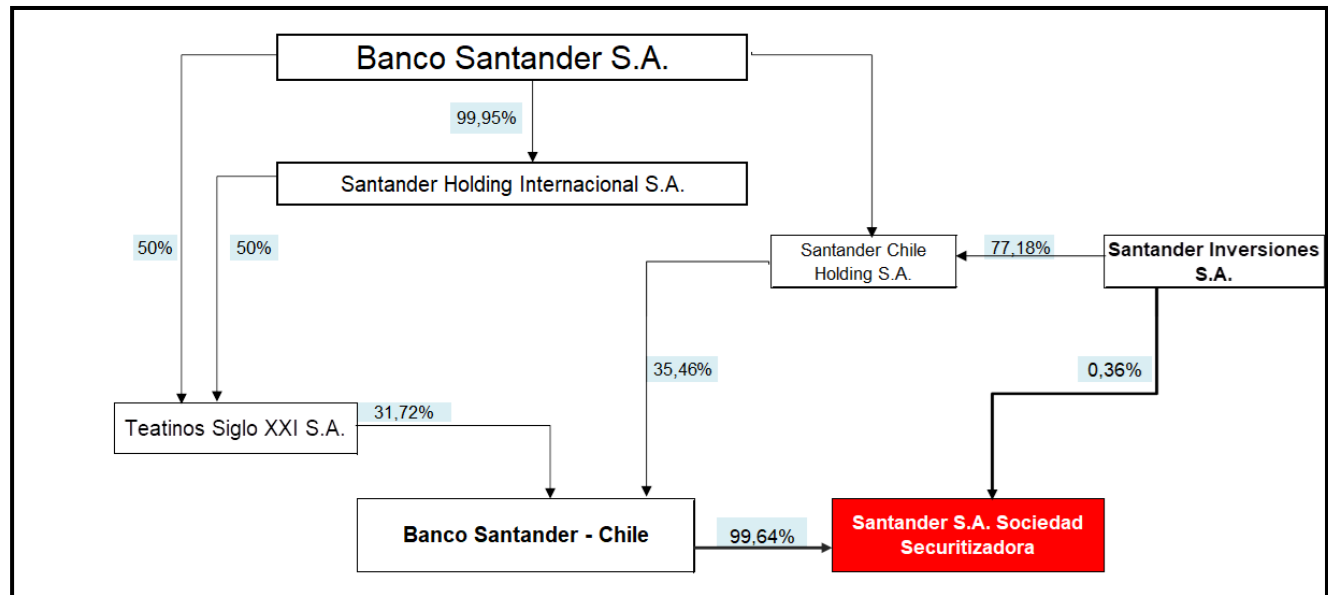 Banco Santander S.A.
99,95%
Santander Holding Internacional S.A.
50%
50%
Santander Chile
Holding S.A.
77,18%
Santander Inversiones
S.A.
35,46%
0,36%
Teatinos Siglo XXI S.A.
31,72%
Banco Santander - Chile
99,64%
Santander S.A. Sociedad
Securitizadora